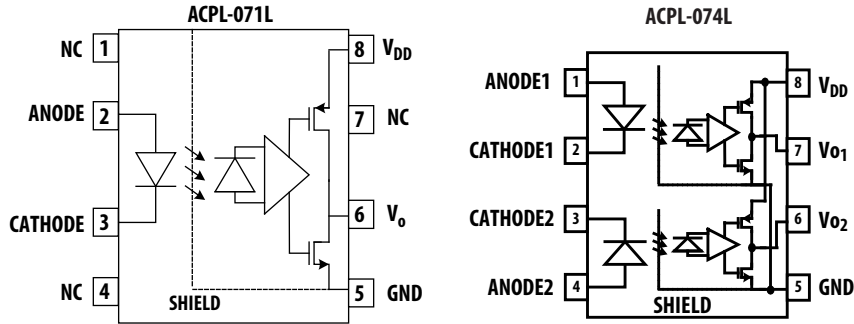 ACPL-071L
NC 1
ANODE 2
CATHODE 3
NC 4
8 VDD
7 NC
6 Vo
5 GND
SHIELD
ACPL-074L
ANODE1 1
CATHODE1 2
CATHODE2 3
ANODE2 4
8 VDD
7 Vo1
6 Vo2
5 GND
SHIELD